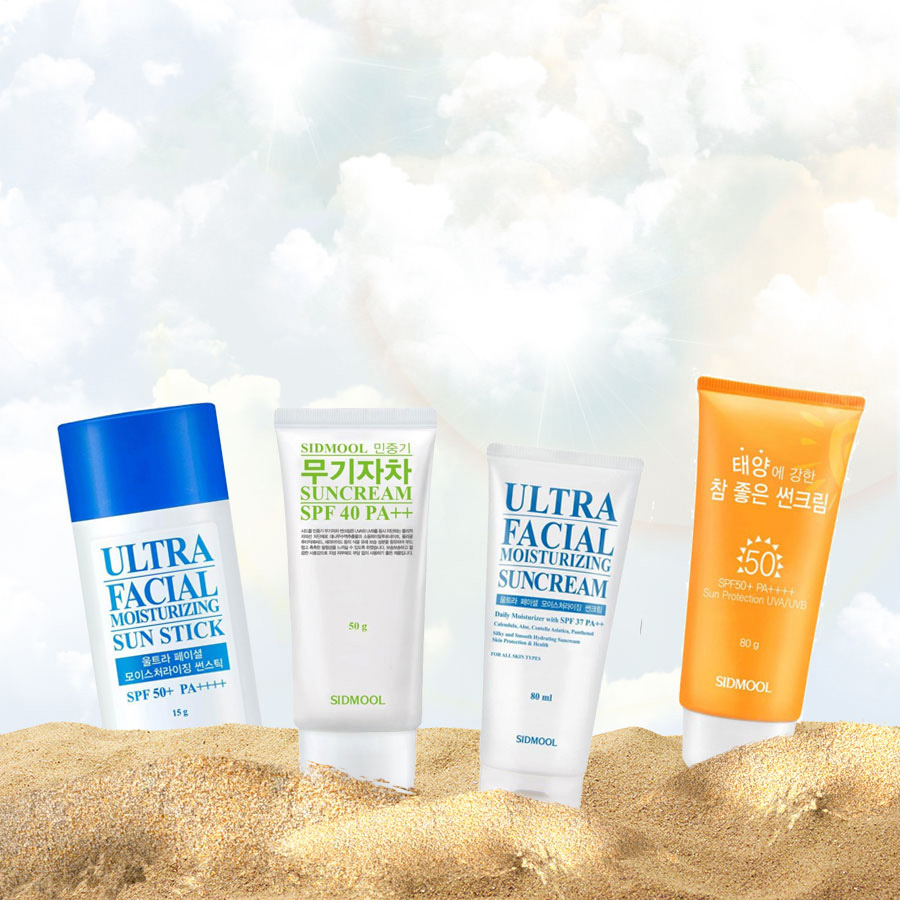 ULTRA
FACIAL
MOISTURIZING
SUN STICK
울트라 페이셜
모이스처라이징 썬스틱
SPF 50+ PA++++
15 g
SIDMOOL 민중기
무기자차
SUNCREAM
SPF 40 PA++
50 g
SIDMOOL
ULTRA
FACIAL
MOISTURIZING
SUNCREAM
울트라 페이셜 모이스처라이징 썬크림
Daily Moisturizer with SPF 37 PA++
Calendula, Aloe, Centella Asiatica, Panthenol
Silky and Smooth Hydrating Suncream
Skin Protection & Health
FOR ALL SKIN TYPES
80 ml
SIDMOOL
태양에 강한
참 좋은 썬크림
50
SPF50+ PA++++
Sun Protection UVA/UVB
80 g
SIDMOOL